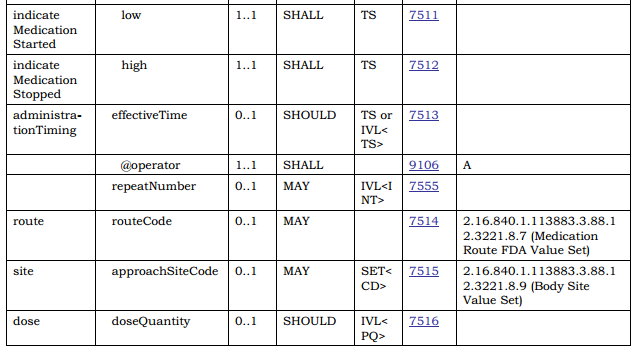 indicate Medication Started low 1..1 SHALL TS 7511
indicate Medication Stopped high 1..1 SHALL TS 7512
administra-tionTiming effectiveTime 0..1 SHOULD TS or IVL<TS> 7513
@operator 1..1 SHALL 9106 A
repeatNumber 0..1 MAY IVL<INT> 7555
route routeCode 0..1 MAY 7514 2.16.840.1.113883.3.88.12.3221.8.7 (Medication Route FDA Value Set)
site approachSiteCode 0..1 MAY SET<CD> 7515 2.16.840.1.113883.3.88.12.3221.8.9 (Body Site Value Set)
dose doseQuantity 0..1 SHOULD IVL<PQ> 7516